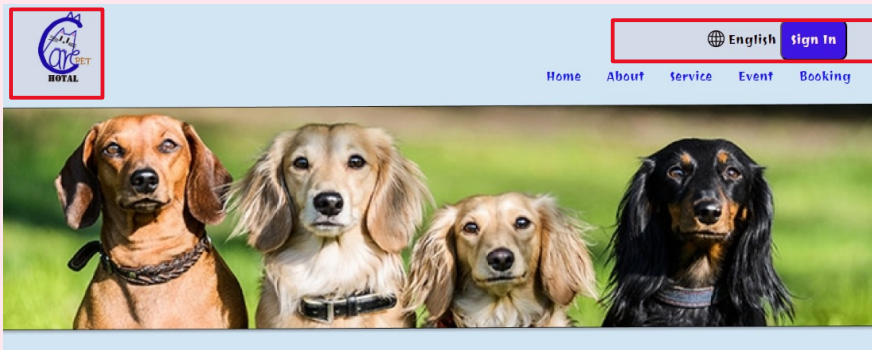 Care
PET
HOTAL
English Sign In
Home About Service Event Booking